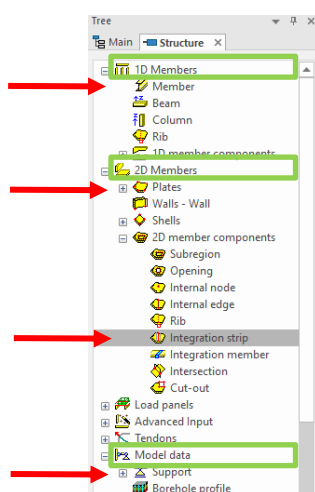 Tree
Main Structure
1D Members
Member
Beam
Column
Rib
1D member components
2D Members
Plates
Walls - Wall
Shells
2D member components
Subregion
Opening
Internal node
Internal edge
Rib
Integration strip
Integration member
Intersection
Cut-out
Load panels
Advanced Input
Tendons
Model data
Support
Borehole profile